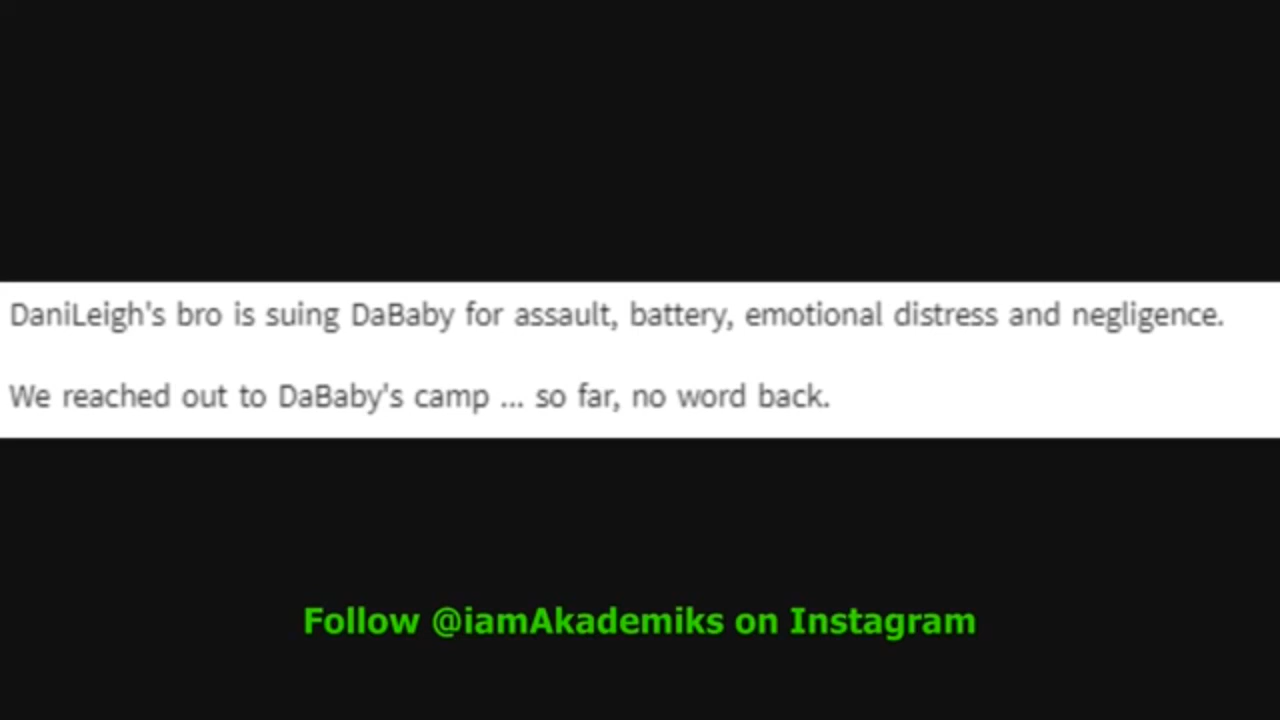 DaniLeigh's bro is suing DaBaby for assault, battery, emotional distress and negligence.
We reached out to DaBaby's camp ... so far, no word back.
Follow @iamAkademiks on Instagram